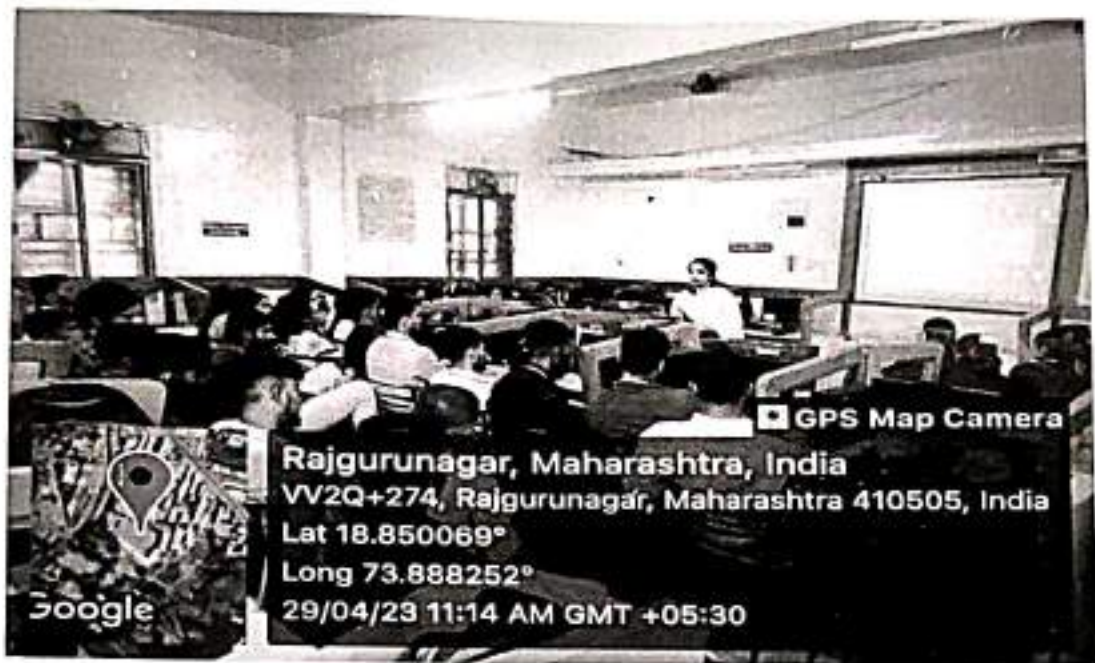 GPS Map Camera
Rajgurunagar, Maharashtra, India
VV2Q+274, Rajgurunagar, Maharashtra 410505, India
Lat 18.850069°
Long 73.888252°
29/04/23 11:14 AM GMT +05:30
Google